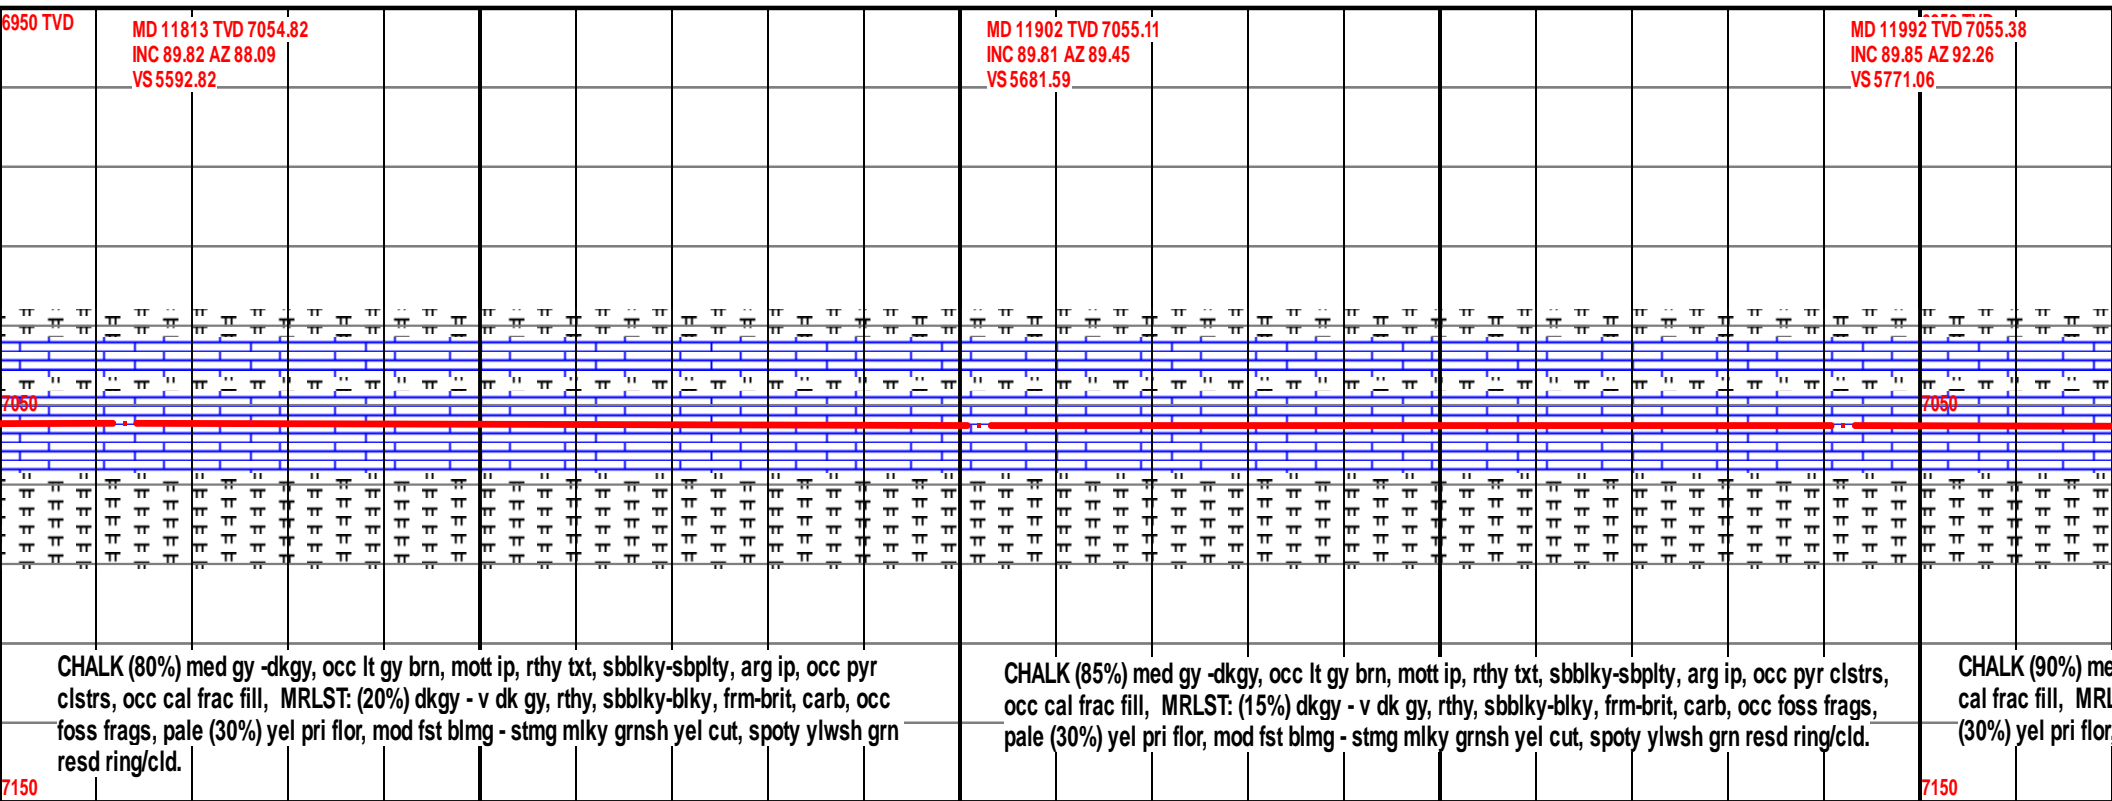 6950 TVD
MD 11813 TVD 7054.82
INC 89.82 AZ 88.09
VS 5592.82
MD 11902 TVD 7055.11
INC 89.81 AZ 89.45
VS 5681.59
MD 11992 TVD 7055.38
INC 89.85 AZ 92.26
VS 5771.06
7050
7050
CHALK (80%) med gy -dkgy, occ lt gy brn, mott ip, rthy txt, sbblky-sbplty, arg ip, occ pyr
clstrs, occ cal frac fill, MRLST: (20%) dkgy - v dk gy, rthy, sbblky-blky, frm-brit, carb, occ
foss frags, pale (30%) yel pri flor, mod fst blmg - stmg mlky grnsh yel cut, spoty ylwsh grn
resd ring/cld.
CHALK (85%) med gy -dkgy, occ lt gy brn, mott ip, rthy txt, sbblky-sbplty, arg ip, occ pyr clstrs,
occ cal frac fill, MRLST: (15%) dkgy - v dk gy, rthy, sbblky-blky, frm-brit, carb, occ foss frags,
pale (30%) yel pri flor, mod fst blmg - stmg mlky grnsh yel cut, spoty ylwsh grn resd ring/cld.
CHALK (90%) me
cal frac fill, MRL
(30%) yel pri flor,
7150
7150